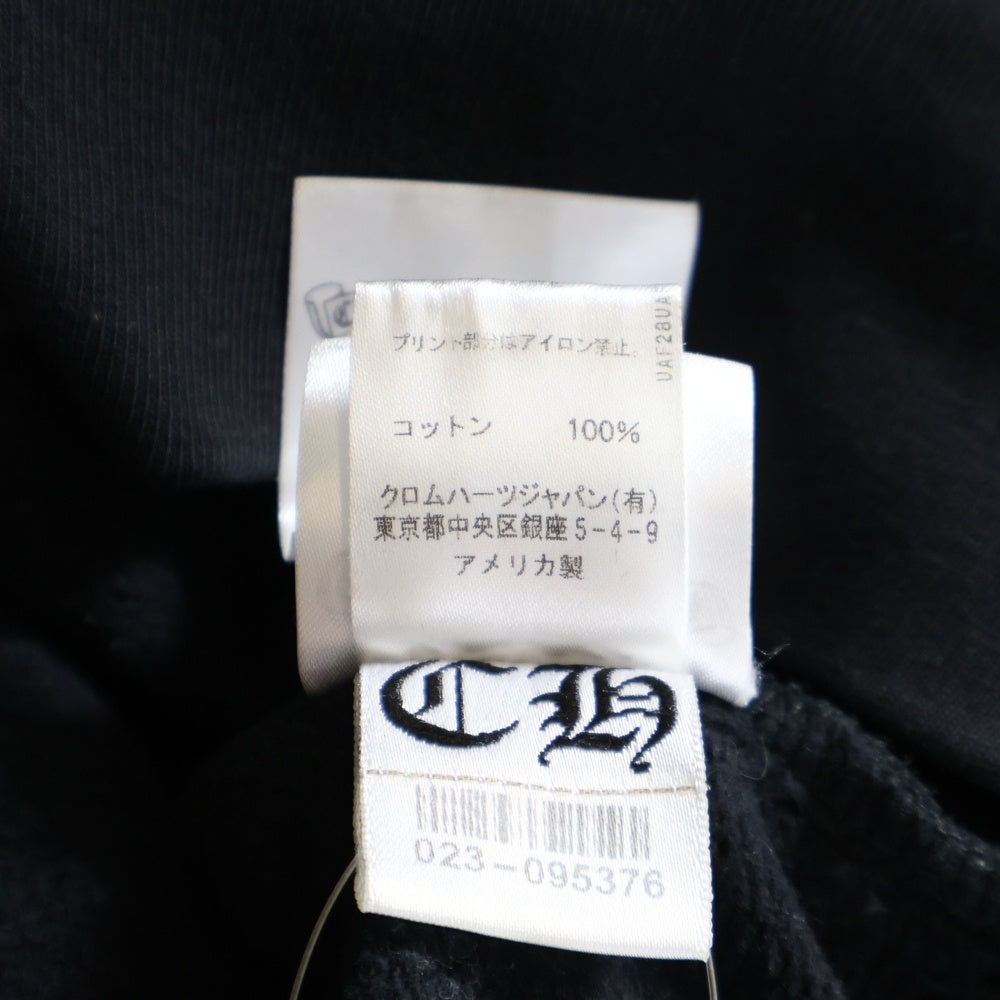 プリント部分はアイロン禁止。
コットン 100%
クロムハーツジャパン(有)
東京都中央区銀座5-4-9
アメリカ製
CH
023-095376